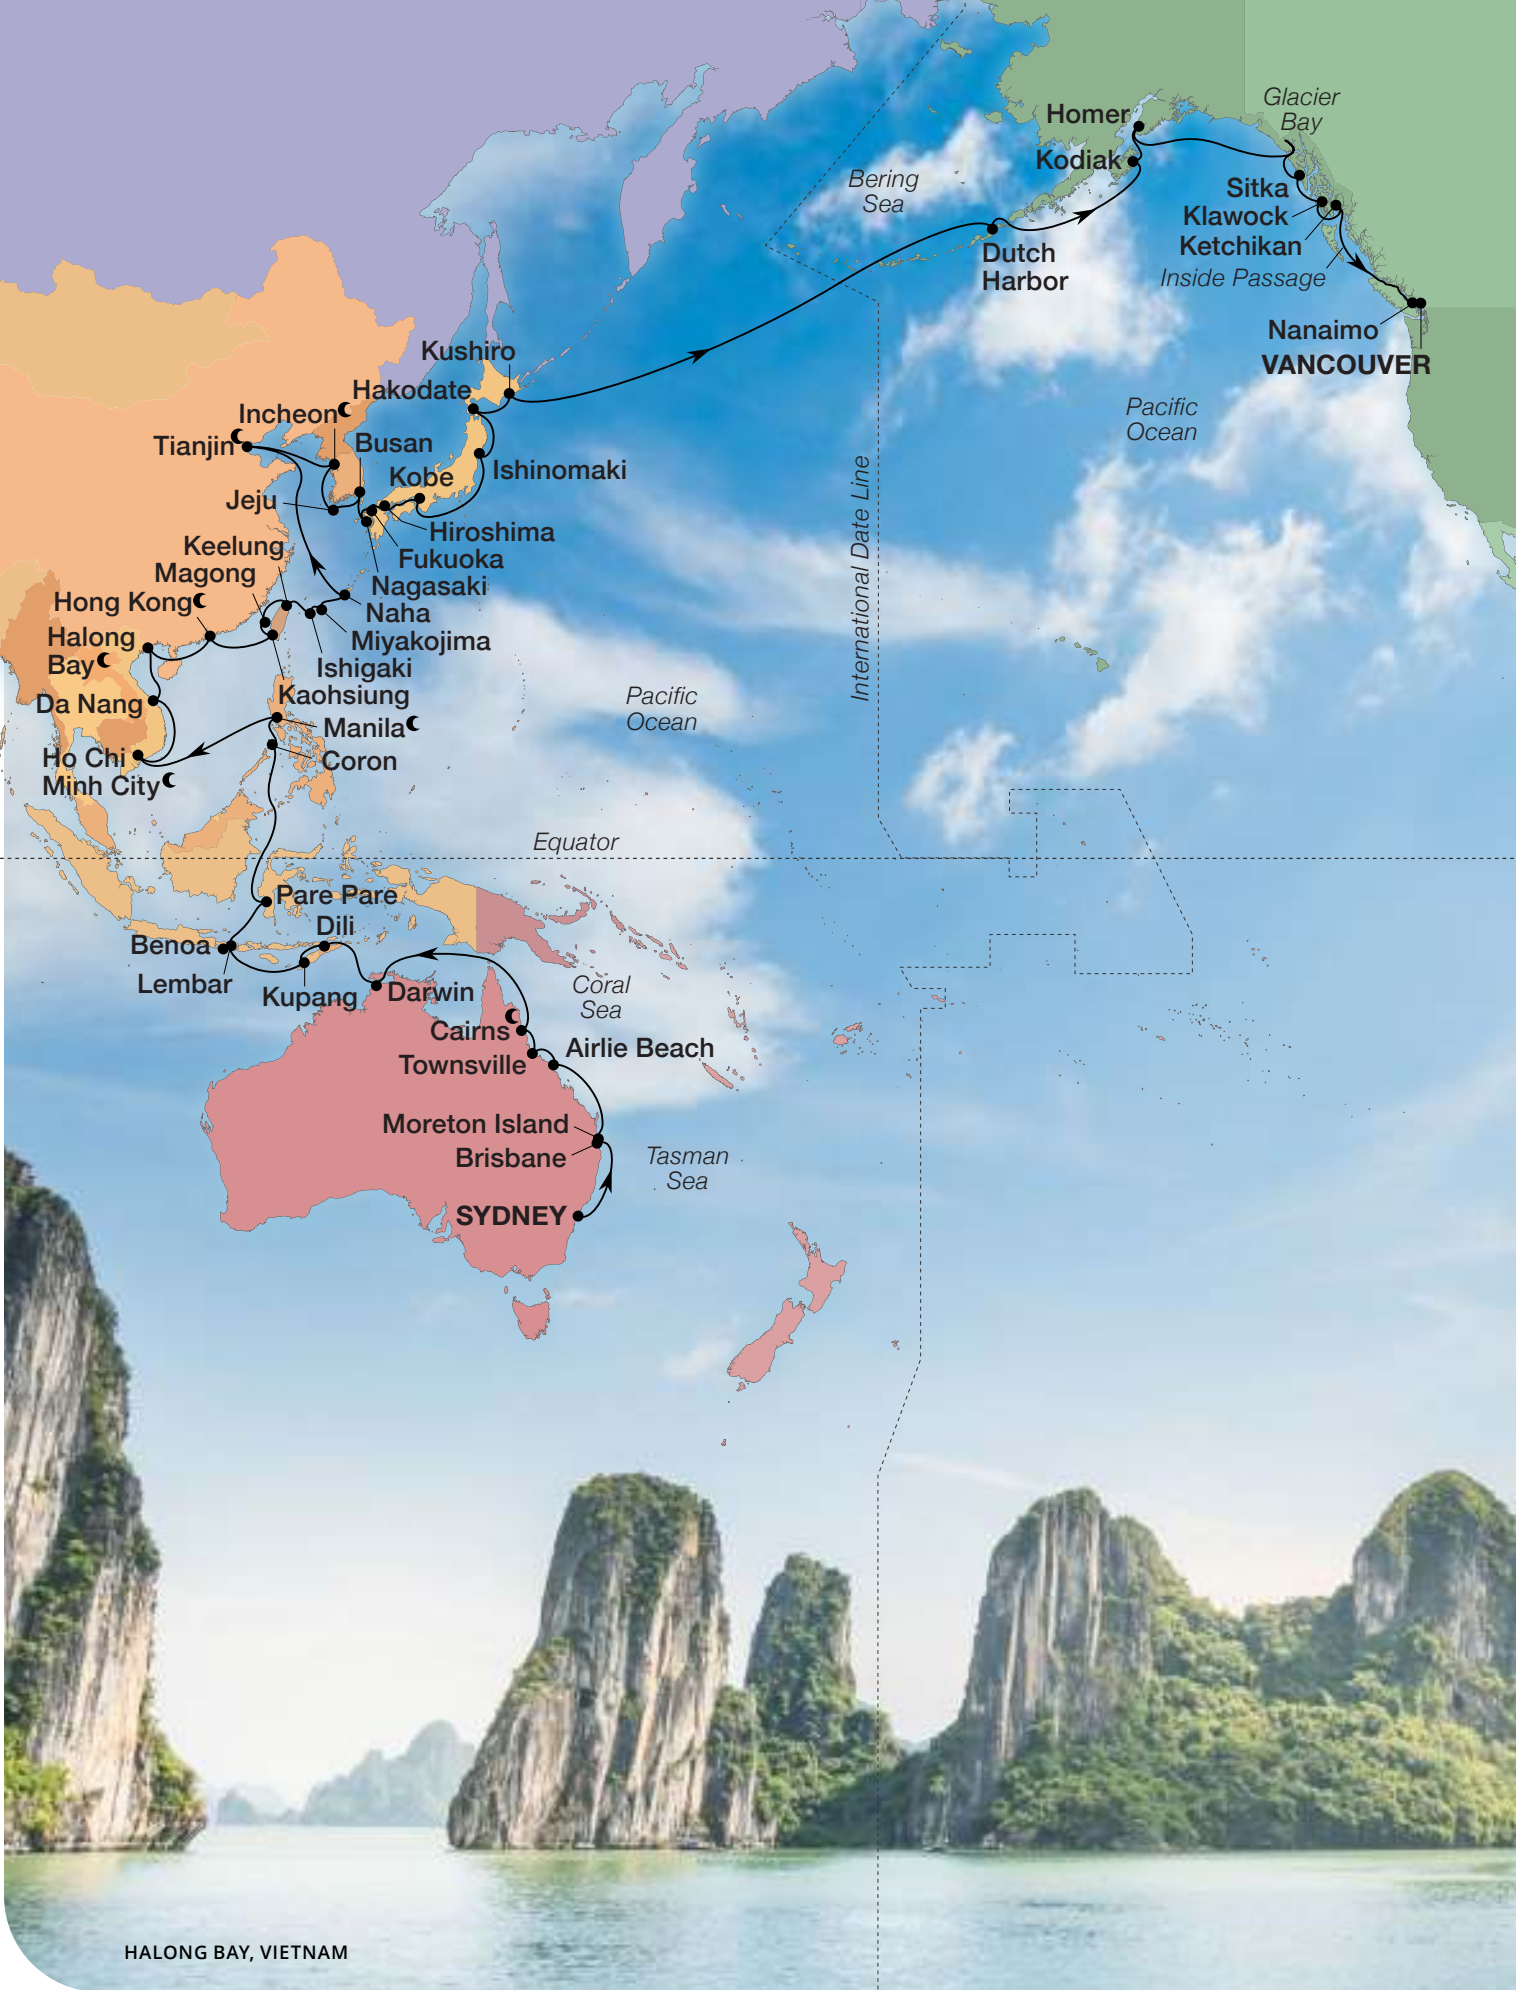 Glacier
Bay
Homer
Kodiak
Bering
Sea
Sitka
Klawock
Ketchikan
Inside Passage
Dutch
Harbor
Nanaimo
VANCOUVER
Kushiro
Hakodate
Incheon
Tianjin
Busan
Kobe
Ishinomaki
Jeju
Pacific
Ocean
International Date Line
Hiroshima
Fukuoka
Nagasaki
Naha
Miyakojima
Ishigaki
Kaohsiung
Keelung
Magong
Hong Kong
Halong
Bay
Da Nang
Manila
Coron
Ho Chi
Minh City
Pacific
Ocean
Equator
Pare Pare
Dili
Benoa
Lembar
Kupang
Darwin
Coral
Sea
Cairns
Townsville
Airlie Beach
Moreton Island
Brisbane
Tasman
Sea
SYDNEY
HALONG BAY, VIETNAM